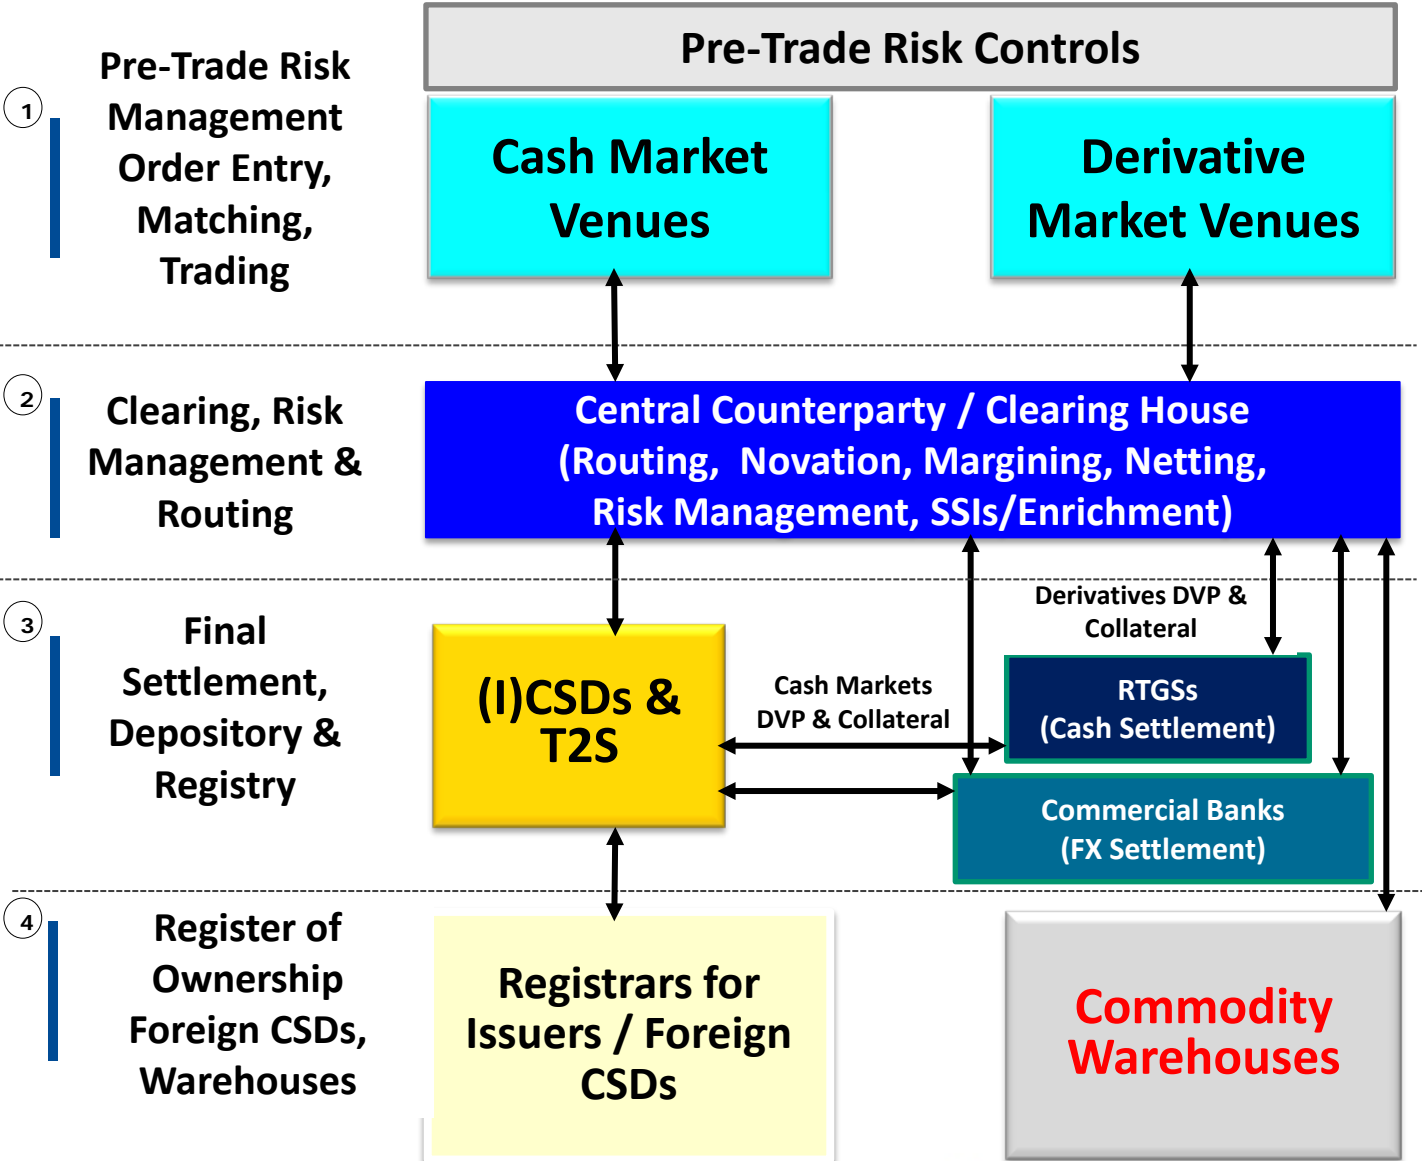 Pre-Trade Risk Controls
1
Pre-Trade Risk
Management
Order Entry,
Matching,
Trading
Cash Market
Venues
Derivative
Market Venues
2
Clearing, Risk
Management &
Routing
Central Counterparty / Clearing House
(Routing,  Novation, Margining, Netting,
Risk Management, SSIs/Enrichment)
3
Final
Settlement,
Depository &
Registry
(I)CSDs &
T2S
Cash Markets
DVP & Collateral
Derivatives DVP &
Collateral
RTGSs
(Cash Settlement)
Commercial Banks
(FX Settlement)
4
Register of
Ownership
Foreign CSDs,
Warehouses
Registrars for
Issuers / Foreign
CSDs
Commodity
Warehouses